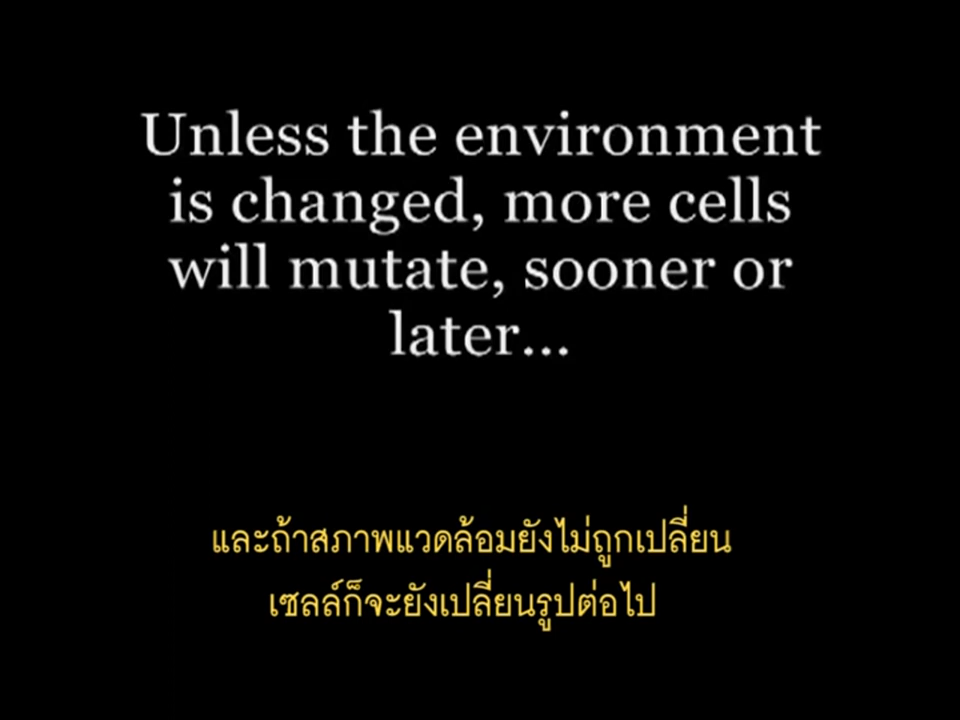 Unless the environment
is changed, more cells
will mutate, sooner or
later...
และถ้าสภาพแวดล้อมยังไม่ถูกเปลี่ยน
เซลล์ก็จะยังเปลี่ยนรูปต่อไป